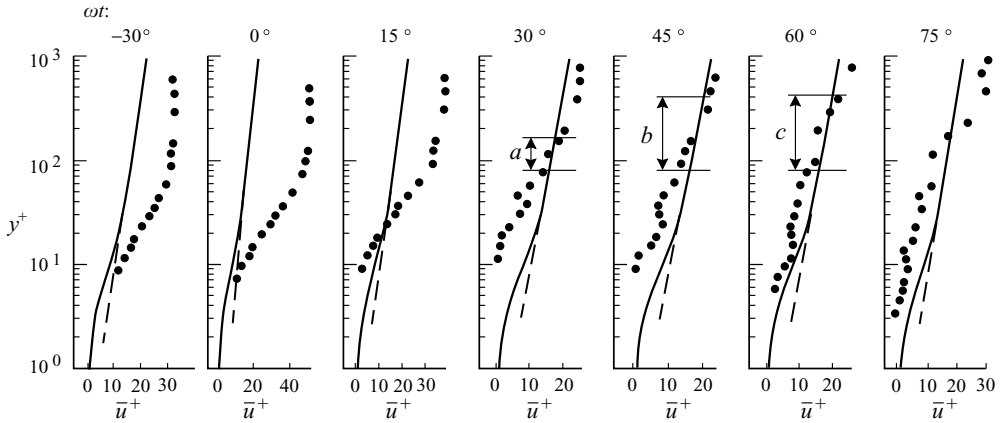 ωt:
–30° 0° 15° 30° 45° 60° 75°
10³
10²
10¹
10⁰
y⁺
a
b
c
0 10 20 30 0 20 40 0 10 20 30 0 10 20 0 10 20 0 10 20 0 10 20 30
u̅⁺ u̅⁺ u̅⁺ u̅⁺ u̅⁺ u̅⁺ u̅⁺